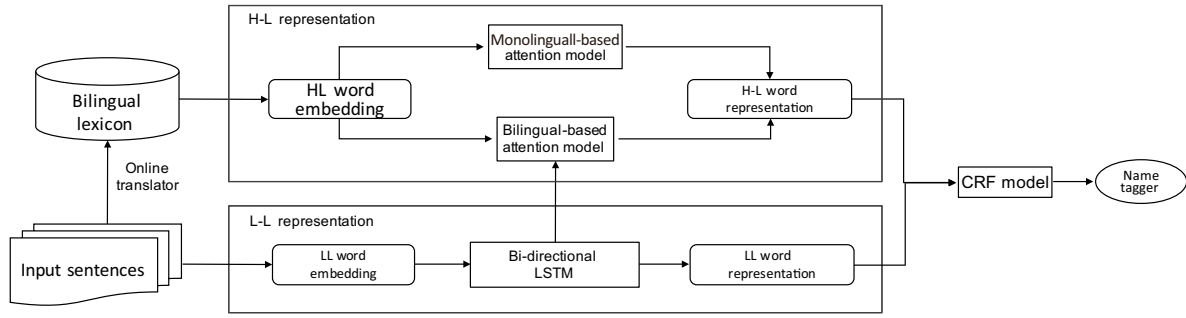 H-L representation
Monolinguall-based
attention model
Bilingual
lexicon
HL word
embedding
H-L word
representation
Bilingual-based
attention model
Online
translator
CRF model
Name
tagger
L-L representation
Input sentences
LL word
embedding
Bi-directional
LSTM
LL word
representation